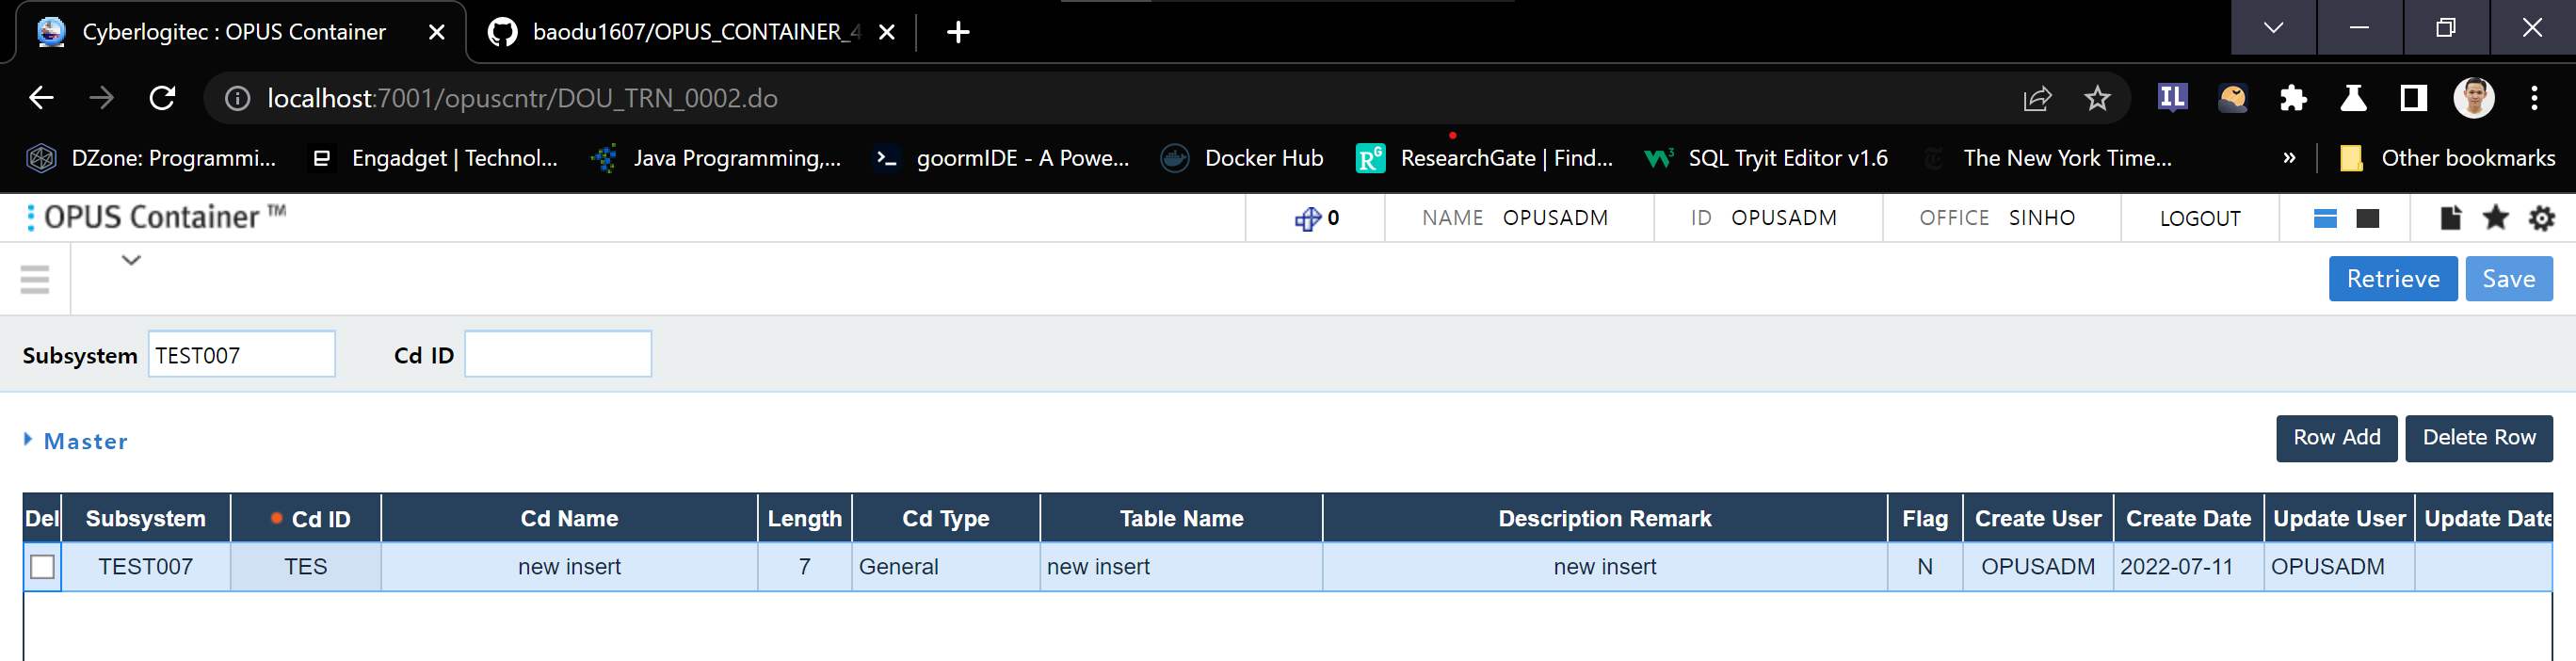 Cyberlogitec : OPUS Container
baodu1607/OPUS_CONTAINER_4
localhost:7001/opuscntr/DOU_TRN_0002.do
IL
DZone: Programmi... Engadget | Technol... Java Programming,... goormIDE - A Powe... Docker Hub ResearchGate | Find... SQL Tryit Editor v1.6 The New York Time... » Other bookmarks
OPUS Container ™ 0 NAME OPUSADM ID OPUSADM OFFICE SINHO LOGOUT
Retrieve Save
Subsystem TEST007 Cd ID
Master Row Add Delete Row
Del Subsystem Cd ID Cd Name Length Cd Type Table Name Description Remark Flag Create User Create Date Update User Update Date
TEST007 TES new insert 7 General new insert new insert N OPUSADM 2022-07-11 OPUSADM